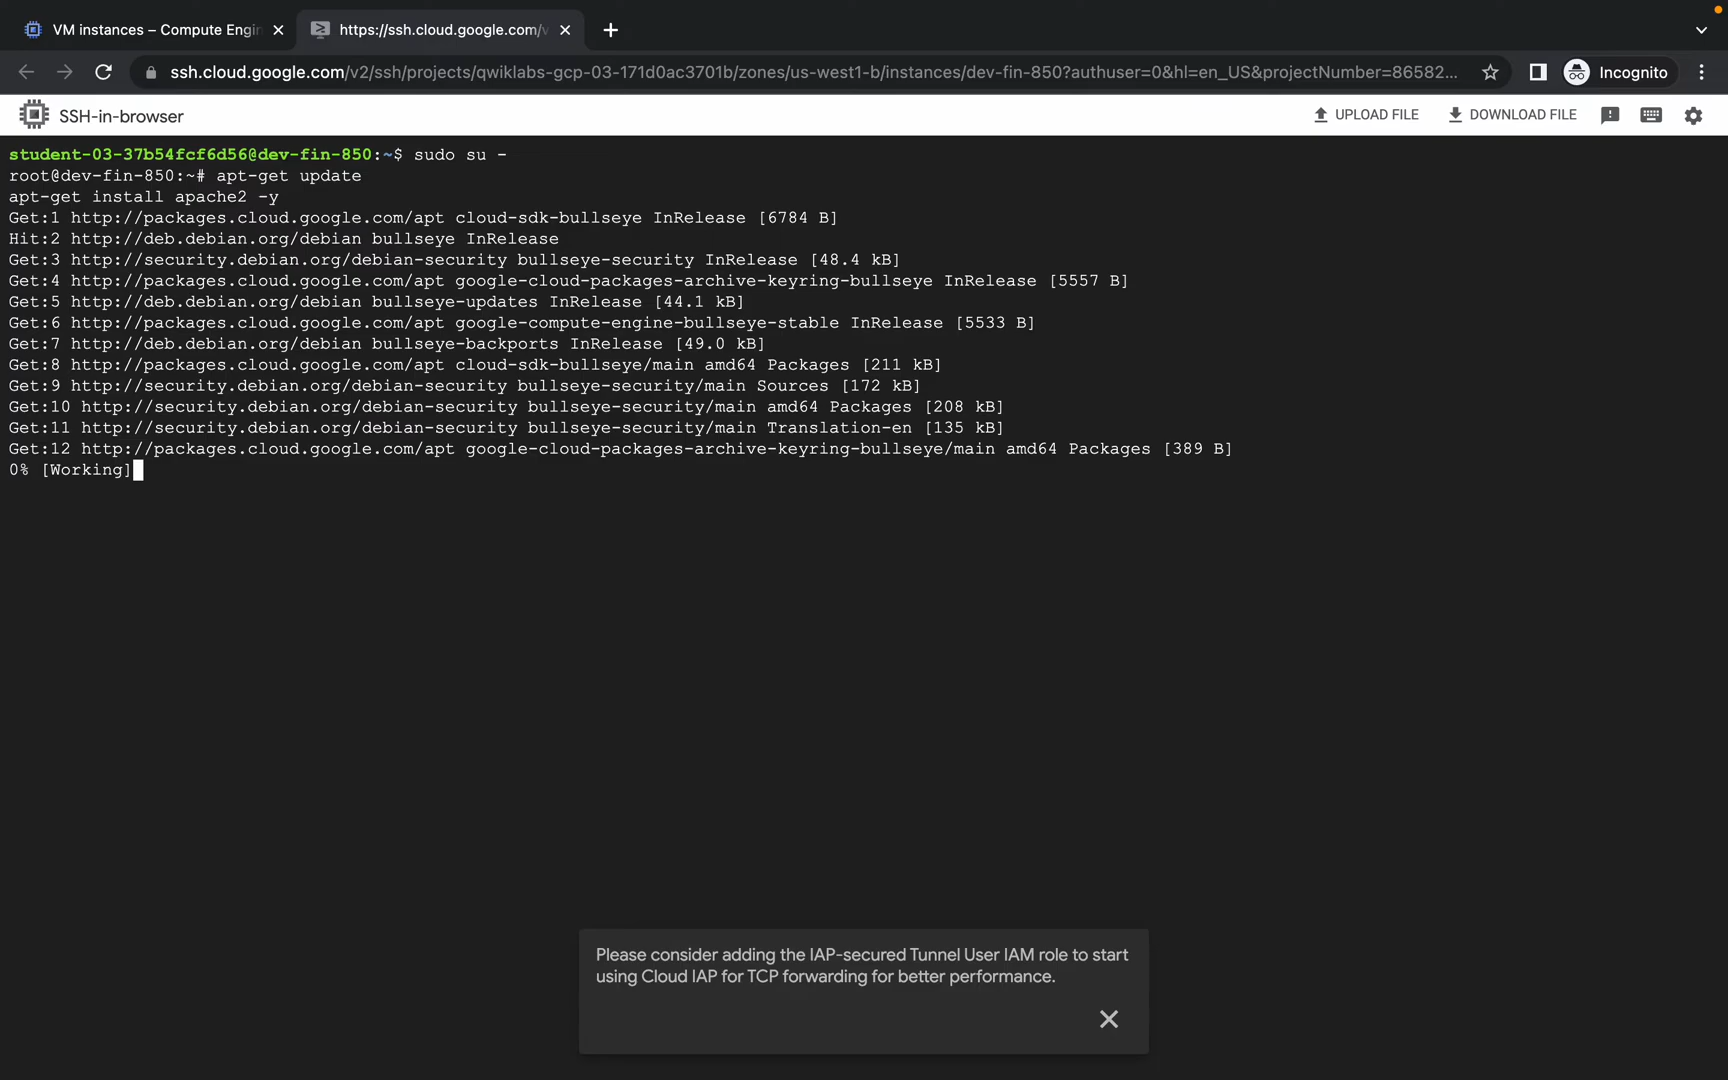 VM instances – Compute Engin
https://ssh.cloud.google.com/v
ssh.cloud.google.com/v2/ssh/projects/qwiklabs-gcp-03-171d0ac3701b/zones/us-west1-b/instances/dev-fin-850?authuser=0&hl=en_US&projectNumber=86582...
Incognito
SSH-in-browser
UPLOAD FILE
DOWNLOAD FILE
student-03-37b54fcf6d56@dev-fin-850:~$ sudo su -
root@dev-fin-850:~# apt-get update
apt-get install apache2 -y
Get:1 http://packages.cloud.google.com/apt cloud-sdk-bullseye InRelease [6784 B]
Hit:2 http://deb.debian.org/debian bullseye InRelease
Get:3 http://security.debian.org/debian-security bullseye-security InRelease [48.4 kB]
Get:4 http://packages.cloud.google.com/apt google-cloud-packages-archive-keyring-bullseye InRelease [5557 B]
Get:5 http://deb.debian.org/debian bullseye-updates InRelease [44.1 kB]
Get:6 http://packages.cloud.google.com/apt google-compute-engine-bullseye-stable InRelease [5533 B]
Get:7 http://deb.debian.org/debian bullseye-backports InRelease [49.0 kB]
Get:8 http://packages.cloud.google.com/apt cloud-sdk-bullseye/main amd64 Packages [211 kB]
Get:9 http://security.debian.org/debian-security bullseye-security/main Sources [172 kB]
Get:10 http://security.debian.org/debian-security bullseye-security/main amd64 Packages [208 kB]
Get:11 http://security.debian.org/debian-security bullseye-security/main Translation-en [135 kB]
Get:12 http://packages.cloud.google.com/apt google-cloud-packages-archive-keyring-bullseye/main amd64 Packages [389 B]
0% [Working]
Please consider adding the IAP-secured Tunnel User IAM role to start
using Cloud IAP for TCP forwarding for better performance.